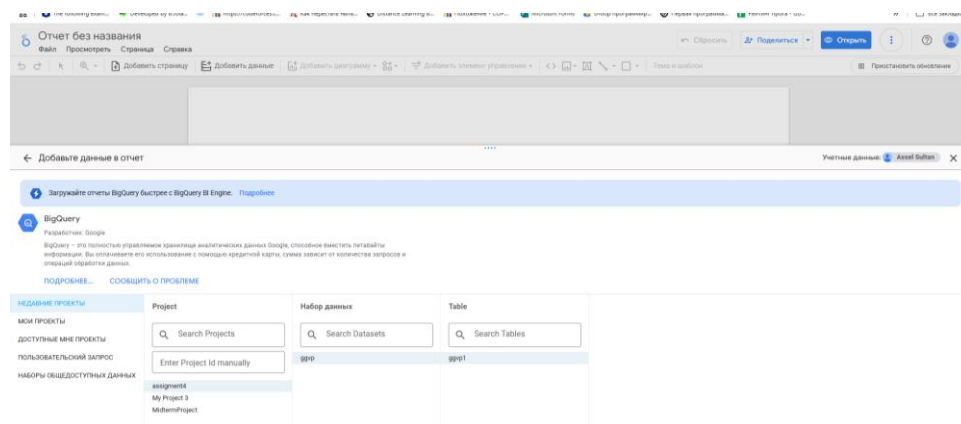 Отчет без названия
Файл Просмотреть Страница Справка
Сбросить
Поделиться
Открыть
Добавить страницу
Добавить данные
Добавить диаграмму
Добавить элемент управления
Тема и шаблон
Приостановить обновление
Добавьте данные в отчет
Учетные данные: Assel Sultan
Загружайте отчеты BigQuery быстрее с BigQuery BI Engine. Подробнее
BigQuery
Разработчик: Google
BigQuery – это полностью управляемое хранилище аналитических данных Google, способное вместить петабайты
информации. Вы оплачиваете его использование с помощью кредитной карты, сумма зависит от количества запросов и
операций обработки данных.
ПОДРОБНЕЕ... СООБЩИТЬ О ПРОБЛЕМЕ
НЕДАВНИЕ ПРОЕКТЫ
МОИ ПРОЕКТЫ
ДОСТУПНЫЕ МНЕ ПРОЕКТЫ
ПОЛЬЗОВАТЕЛЬСКИЙ ЗАПРОС
НАБОРЫ ОБЩЕДОСТУПНЫХ ДАННЫХ
Project
Search Projects
Enter Project Id manually
assigment4
My Project 3
MidtermProject
Набор данных
Search Datasets
ggvp
Table
Search Tables
ggvp1